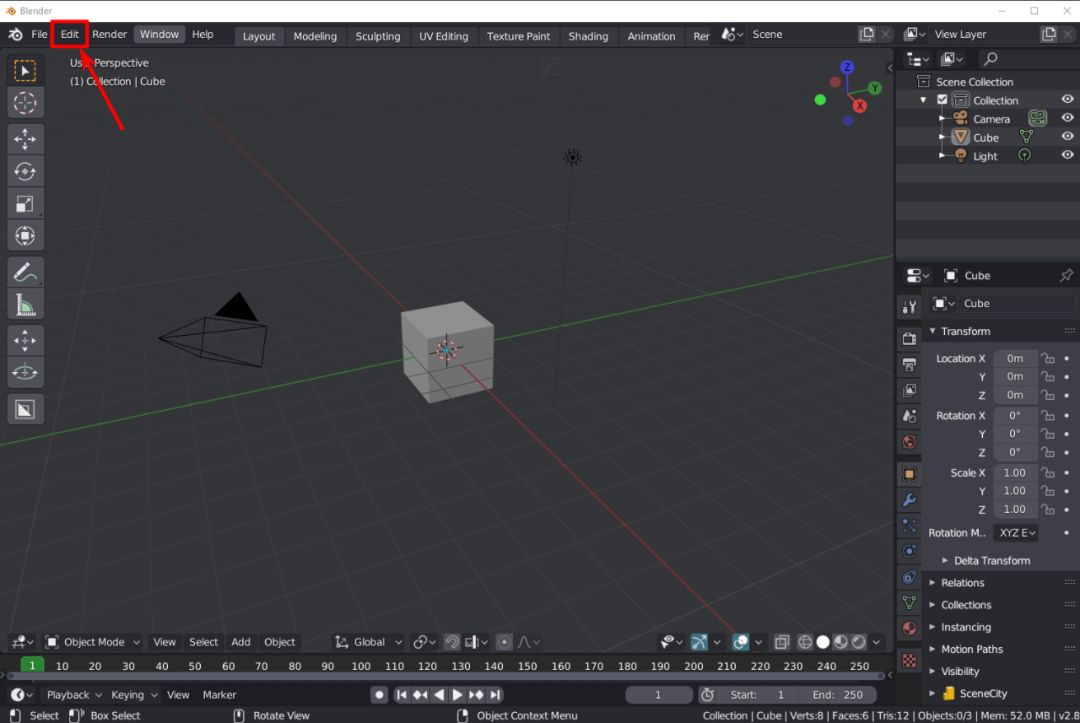 Blender
File Edit Render Window Help Layout Modeling Sculpting UV Editing Texture Paint Shading Animation Rer Scene View Layer
User Perspective
(1) Collection | Cube
Z
Y
X
Scene Collection
Collection
Camera
Cube
Light
Cube
Cube
Transform
Location X 0m
Y 0m
Z 0m
Rotation X 0°
Y 0°
Z 0°
Scale X 1.00
Y 1.00
Z 1.00
Rotation M.. XYZ E
Delta Transform
Relations
Collections
Instancing
Motion Paths
Visibility
SceneCity
Object Mode View Select Add Object Global
1 10 20 30 40 50 60 70 80 90 100 110 120 130 140 150 160 170 180 190 200 210 220 230 240 250
Playback Keying View Marker 1 Start: 1 End: 250
Select Box Select Rotate View Object Context Menu Collection | Cube | Verts:8 | Faces:6 | Tris:12 | Objects:0/3 | Mem: 52.0 MB | v2.8